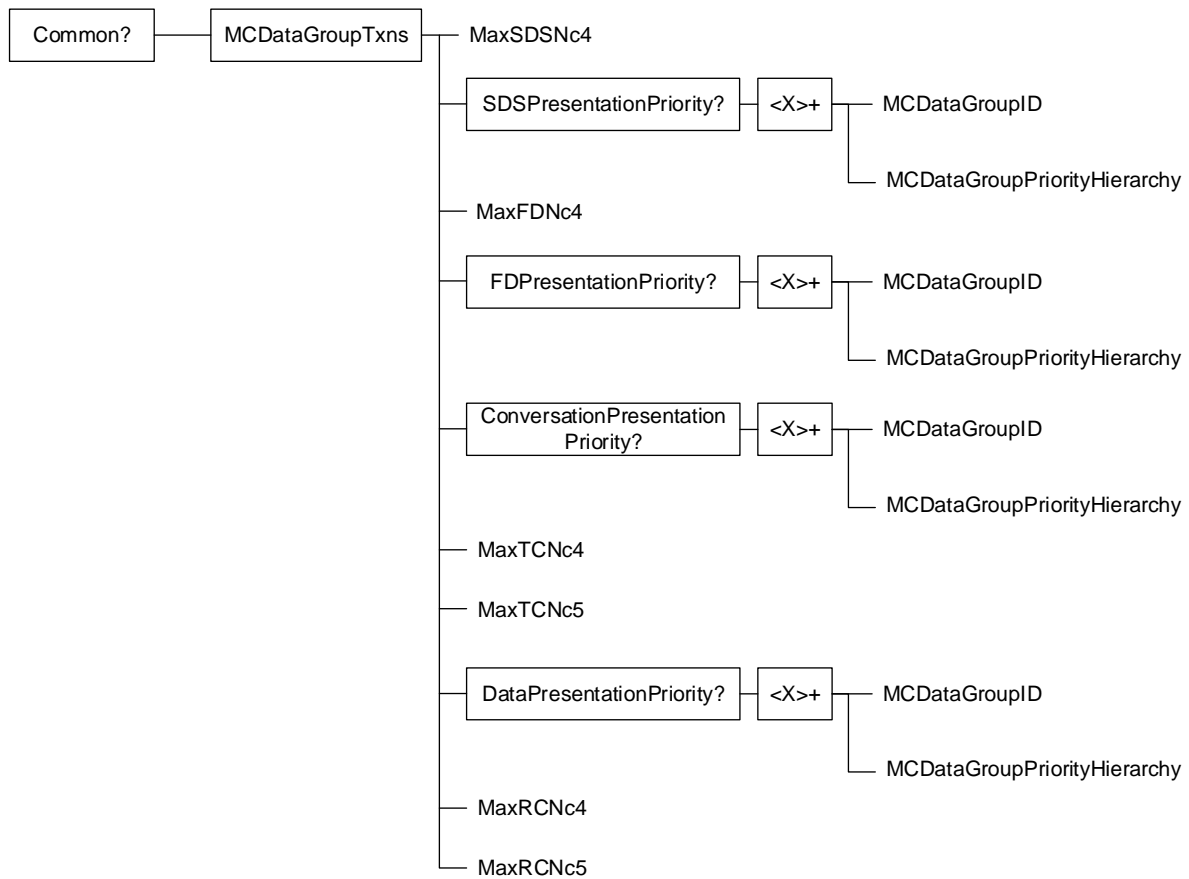 Common?
MCDataGroupTxns
MaxSDSNc4
SDSPresentationPriority?
<X>+
MCDataGroupID
MCDataGroupPriorityHierarchy
MaxFDNc4
FDPresentationPriority?
<X>+
MCDataGroupID
MCDataGroupPriorityHierarchy
ConversationPresentation
Priority?
<X>+
MCDataGroupID
MCDataGroupPriorityHierarchy
MaxTCNc4
MaxTCNc5
DataPresentationPriority?
<X>+
MCDataGroupID
MCDataGroupPriorityHierarchy
MaxRCNc4
MaxRCNc5